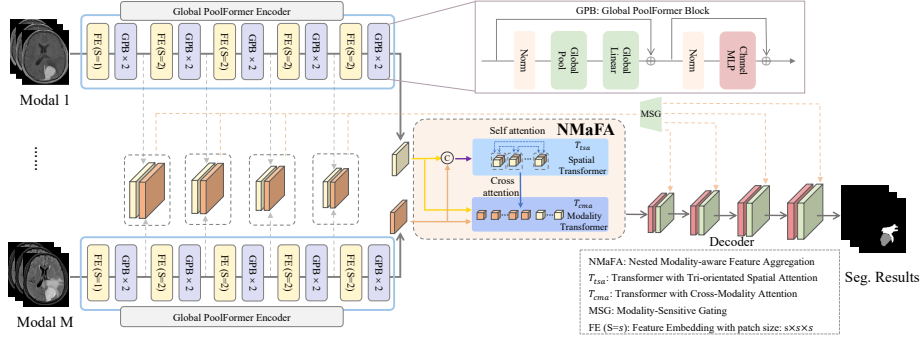 Global PoolFormer Encoder
FE (S=1)
GPB × 2
FE (S=2)
GPB × 2
FE (S=2)
GPB × 2
FE (S=2)
GPB × 2
FE (S=2)
GPB × 2
Modal 1
GPB: Global PoolFormer Block
Norm
Global Pool
Global Linear
Norm
Chnnel MLP
MSG
......
NMaFA
Self attention
C
T_tsa
Spatial
Transformer
Cross
attention
T_cma
Modality
Transformer
Decoder
Seg. Results
FE (S=1)
GPB × 2
FE (S=2)
GPB × 2
FE (S=2)
GPB × 2
FE (S=2)
GPB × 2
FE (S=2)
GPB × 2
Modal M
Global PoolFormer Encoder
NMaFA: Nested Modality-aware Feature Aggregation
T_tsa: Transformer with Tri-orientated Spatial Attention
T_cma: Transformer with Cross-Modality Attention
MSG: Modality-Sensitive Gating
FE (S=s): Feature Embedding with patch size: s×s×s